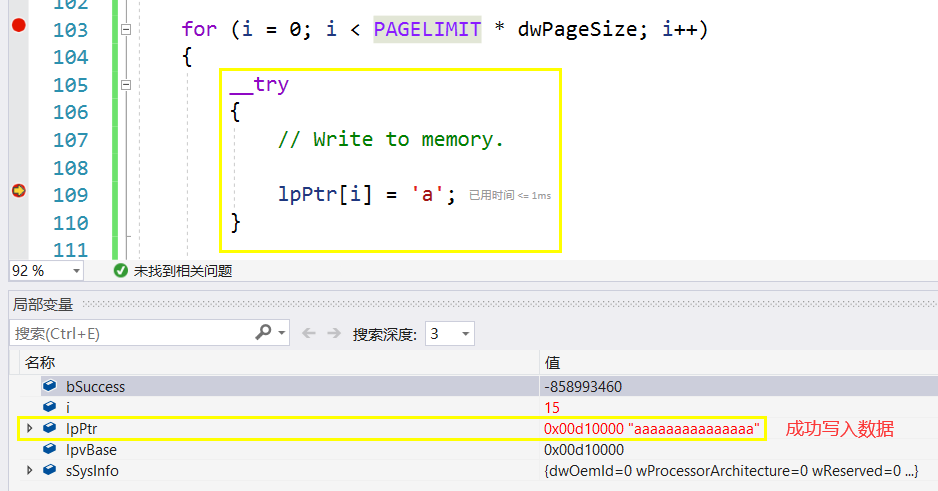 102
103 for (i = 0; i < PAGELIMIT * dwPageSize; i++)
104 {
105 __try
106 {
107 // Write to memory.
108
109 lpPtr[i] = 'a'; 已用时间 <= 1ms
110 }
111
92 % 未找到相关问题
局部变量
搜索(Ctrl+E) 搜索深度: 3
名称 值
bSuccess -858993460
i 15
lpPtr 0x00d10000 "aaaaaaaaaaaaaaa" 成功写入数据
lpvBase 0x00d10000
sSysInfo {dwOemId=0 wProcessorArchitecture=0 wReserved=0 ...}